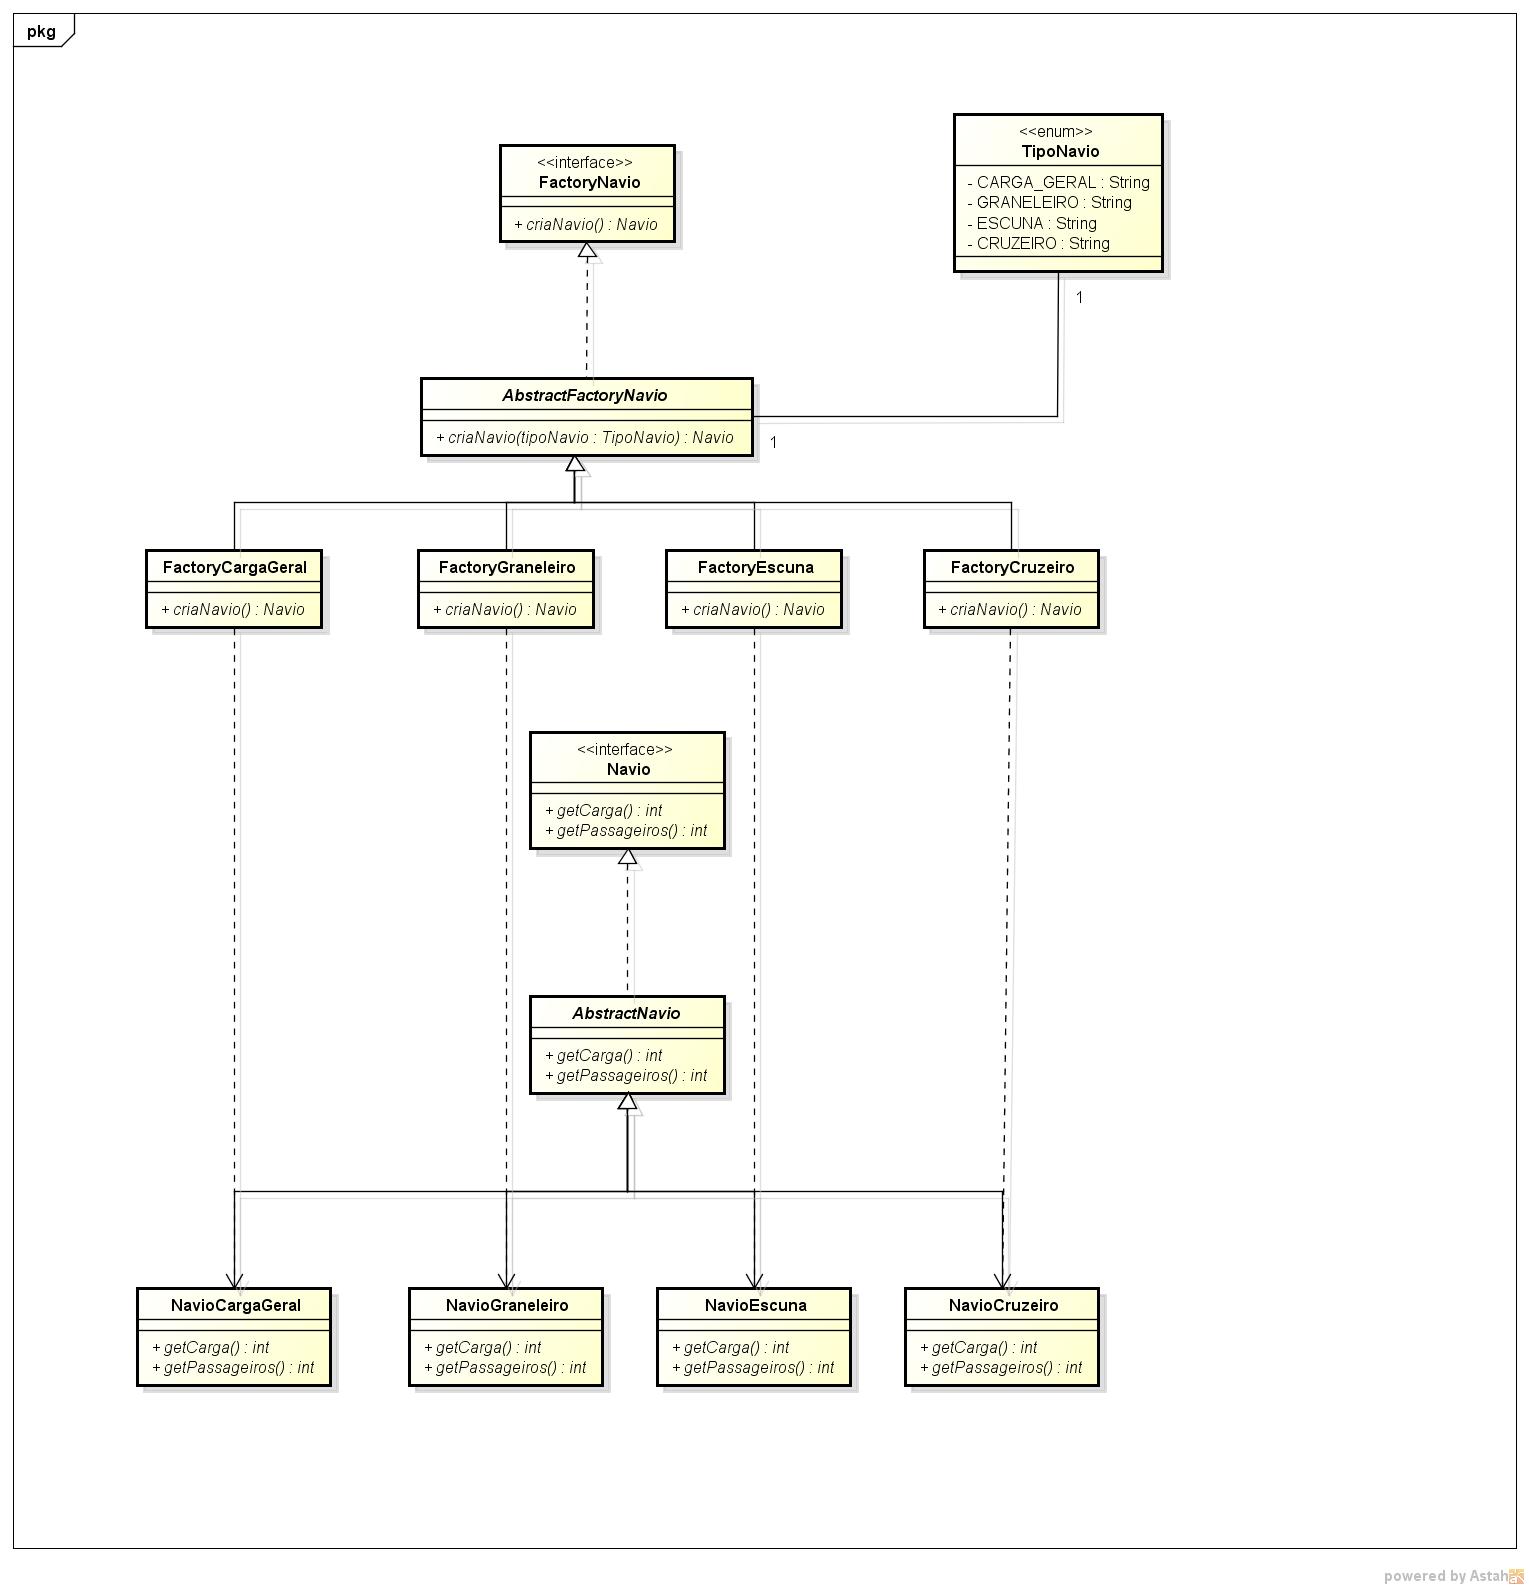 pkg
<<enum>>
TipoNavio
- CARGA_GERAL : String
- GRANELEIRO : String
- ESCUNA : String
- CRUZEIRO : String
<<interface>>
FactoryNavio
+ criaNavio() : Navio
1
AbstractFactoryNavio
+ criaNavio(tipoNavio : TipoNavio) : Navio
1
FactoryCargaGeral
+ criaNavio() : Navio
FactoryGraneleiro
+ criaNavio() : Navio
FactoryEscuna
+ criaNavio() : Navio
FactoryCruzeiro
+ criaNavio() : Navio
<<interface>>
Navio
+ getCarga() : int
+ getPassageiros() : int
AbstractNavio
+ getCarga() : int
+ getPassageiros() : int
NavioCargaGeral
+ getCarga() : int
+ getPassageiros() : int
NavioGraneleiro
+ getCarga() : int
+ getPassageiros() : int
NavioEscuna
+ getCarga() : int
+ getPassageiros() : int
NavioCruzeiro
+ getCarga() : int
+ getPassageiros() : int
powered by Astah